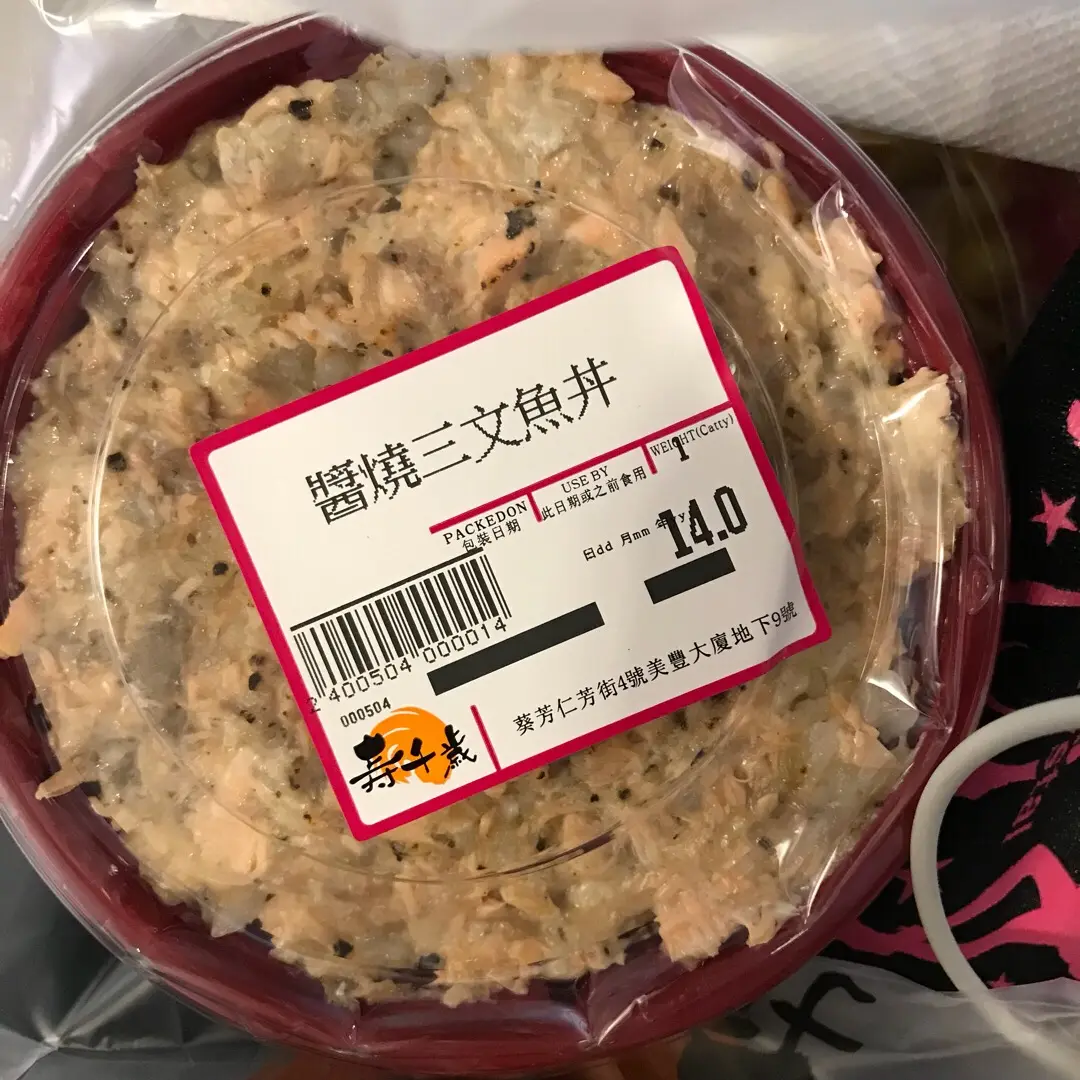 醬燒三文魚丼
PACKEDON
包裝日期
USE BY
此日期或之前食用
WEIGHT(Catty)
1
日dd 月mm 年yy
14.0
2 400504 000014
000504
寿千歳
葵芳仁芳街4號美豐大廈地下9號